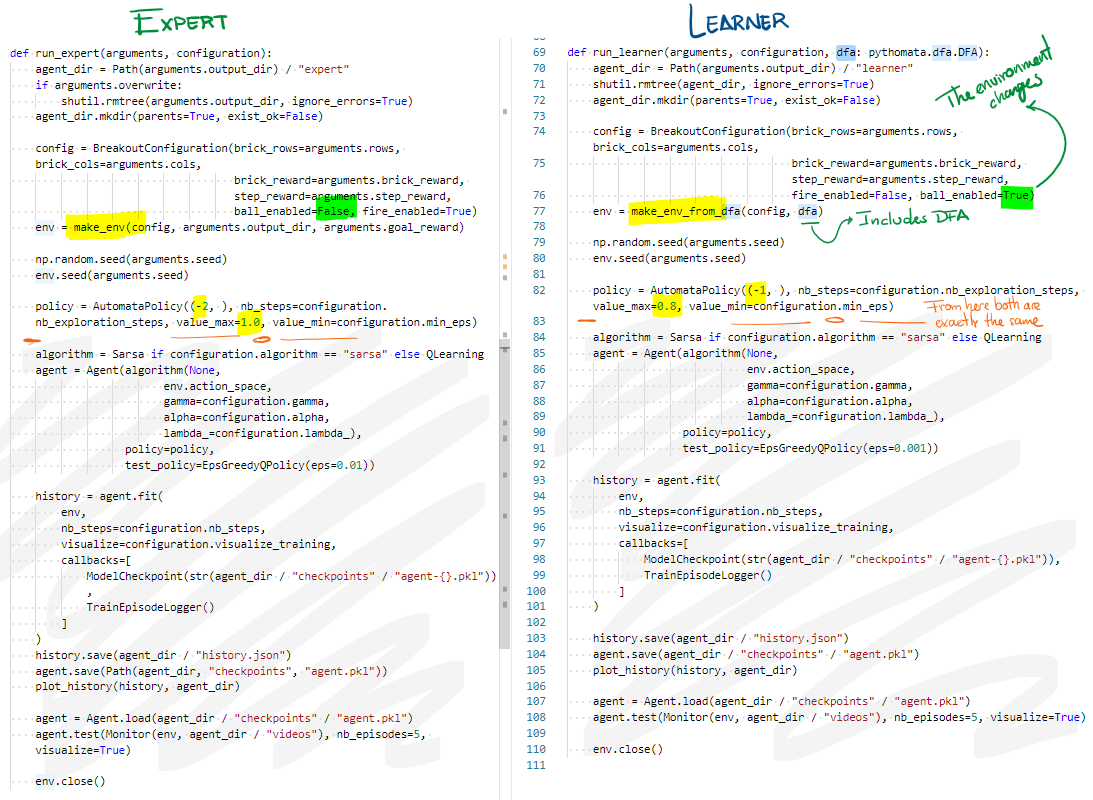 EXPERT
def run_expert(arguments, configuration):
    agent_dir = Path(arguments.output_dir) / "expert"
    if arguments.overwrite:
        shutil.rmtree(arguments.output_dir, ignore_errors=True)
    agent_dir.mkdir(parents=True, exist_ok=False)
    config = BreakoutConfiguration(brick_rows=arguments.rows,
    brick_cols=arguments.cols,
                                   brick_reward=arguments.brick_reward,
                                   step_reward=arguments.step_reward,
                                   ball_enabled=False, fire_enabled=True)
    env = make_env(config, arguments.output_dir, arguments.goal_reward)
    np.random.seed(arguments.seed)
    env.seed(arguments.seed)
    policy = AutomataPolicy((-2, ), nb_steps=configuration.
    nb_exploration_steps, value_max=1.0, value_min=configuration.min_eps)
    algorithm = Sarsa if configuration.algorithm == "sarsa" else QLearning
    agent = Agent(algorithm(None,
                        env.action_space,
                        gamma=configuration.gamma,
                        alpha=configuration.alpha,
                        lambda_=configuration.lambda_),
                  policy=policy,
                  test_policy=EpsGreedyQPolicy(eps=0.01))
    history = agent.fit(
        env,
        nb_steps=configuration.nb_steps,
        visualize=configuration.visualize_training,
        callbacks=[
            ModelCheckpoint(str(agent_dir / "checkpoints" / "agent-{}.pkl"))
            ,
            TrainEpisodeLogger()
        ]
    )
    history.save(agent_dir / "history.json")
    agent.save(Path(agent_dir, "checkpoints", "agent.pkl"))
    plot_history(history, agent_dir)
    agent = Agent.load(agent_dir / "checkpoints" / "agent.pkl")
    agent.test(Monitor(env, agent_dir / "videos"), nb_episodes=5,
    visualize=True)
    env.close()
LEARNER
69 def run_learner(arguments, configuration, dfa: pythomata.dfa.DFA):
70     agent_dir = Path(arguments.output_dir) / "learner"
71     shutil.rmtree(agent_dir, ignore_errors=True)
72     agent_dir.mkdir(parents=True, exist_ok=False)
73
74     config = BreakoutConfiguration(brick_rows=arguments.rows,
    brick_cols=arguments.cols,
75                                    brick_reward=arguments.brick_reward,
                                   step_reward=arguments.step_reward,
76                                    fire_enabled=False, ball_enabled=True)
The environment
changes
77     env = make_env_from_dfa(config, dfa)
Includes DFA
78
79     np.random.seed(arguments.seed)
80     env.seed(arguments.seed)
81
82     policy = AutomataPolicy((-1, ), nb_steps=configuration.nb_exploration_steps,
    value_max=0.8, value_min=configuration.min_eps)
From here both are
exactly the same
83
84     algorithm = Sarsa if configuration.algorithm == "sarsa" else QLearning
85     agent = Agent(algorithm(None,
86                         env.action_space,
87                         gamma=configuration.gamma,
88                         alpha=configuration.alpha,
89                         lambda_=configuration.lambda_),
90                   policy=policy,
91                   test_policy=EpsGreedyQPolicy(eps=0.001))
92
93     history = agent.fit(
94         env,
95         nb_steps=configuration.nb_steps,
96         visualize=configuration.visualize_training,
97         callbacks=[
98             ModelCheckpoint(str(agent_dir / "checkpoints" / "agent-{}.pkl")),
99             TrainEpisodeLogger()
100         ]
101     )
102
103     history.save(agent_dir / "history.json")
104     agent.save(agent_dir / "checkpoints" / "agent.pkl")
105     plot_history(history, agent_dir)
106
107     agent = Agent.load(agent_dir / "checkpoints" / "agent.pkl")
108     agent.test(Monitor(env, agent_dir / "videos"), nb_episodes=5, visualize=True)
109
110     env.close()
111